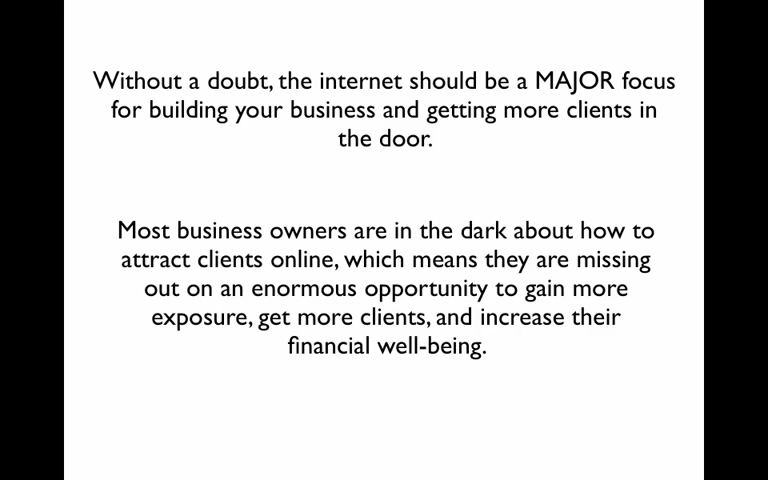 Without a doubt, the internet should be a MAJOR focus
for building your business and getting more clients in
the door.
Most business owners are in the dark about how to
attract clients online, which means they are missing
out on an enormous opportunity to gain more
exposure, get more clients, and increase their
financial well-being.